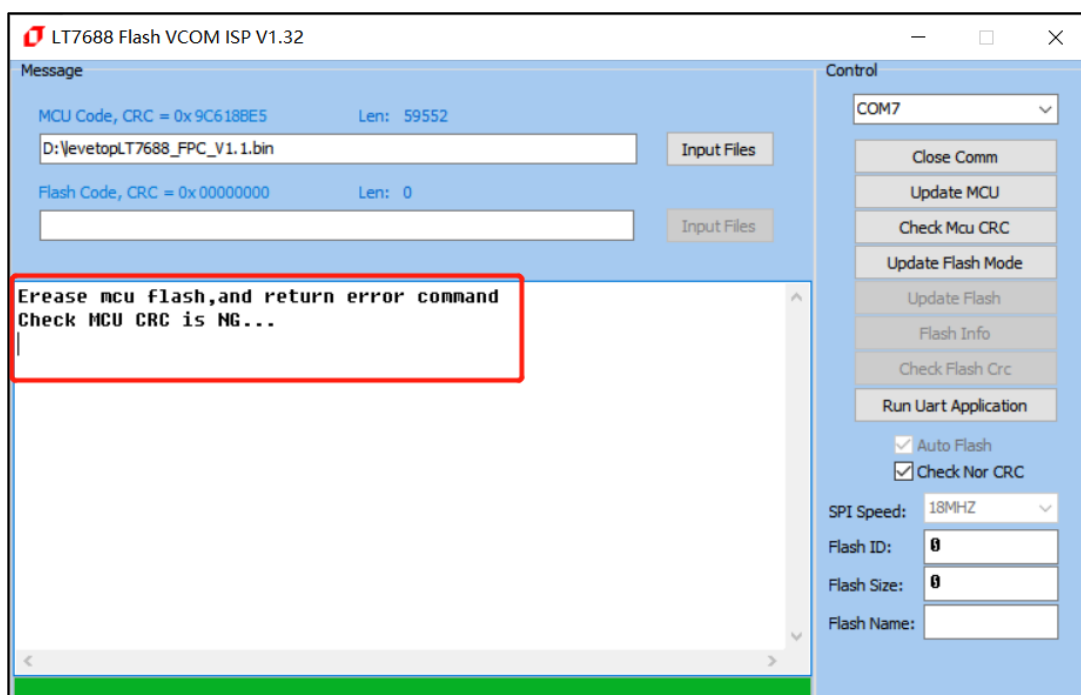 LT7688 Flash VCOM ISP V1.32
Message
MCU Code, CRC = 0x 9C618BE5 Len: 59552
D:\levetopLT7688_FPC_V1.1.bin
Input Files
Flash Code, CRC = 0x 00000000 Len: 0
Input Files
Erease mcu flash,and return error command
Check MCU CRC is NG...
Control
COM7
Close Comm
Update MCU
Check Mcu CRC
Update Flash Mode
Update Flash
Flash Info
Check Flash Crc
Run Uart Application
Auto Flash
Check Nor CRC
SPI Speed: 18MHZ
Flash ID: 0
Flash Size: 0
Flash Name: